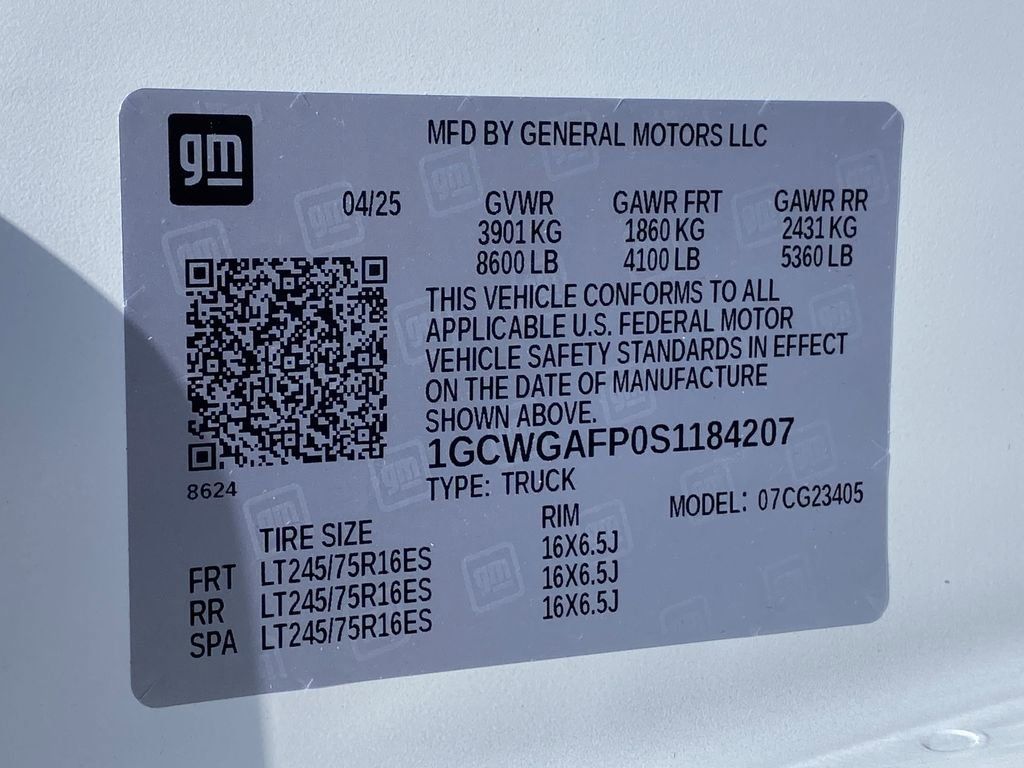 gm
MFD BY GENERAL MOTORS LLC
04/25 GVWR GAWR FRT GAWR RR
3901 KG 1860 KG 2431 KG
8600 LB 4100 LB 5360 LB
THIS VEHICLE CONFORMS TO ALL
APPLICABLE U.S. FEDERAL MOTOR
VEHICLE SAFETY STANDARDS IN EFFECT
ON THE DATE OF MANUFACTURE
SHOWN ABOVE.
1GCWGAFP0S1184207
8624
TYPE: TRUCK
MODEL: 07CG23405
TIRE SIZE RIM
FRT LT245/75R16ES 16X6.5J
RR LT245/75R16ES 16X6.5J
SPA LT245/75R16ES 16X6.5J